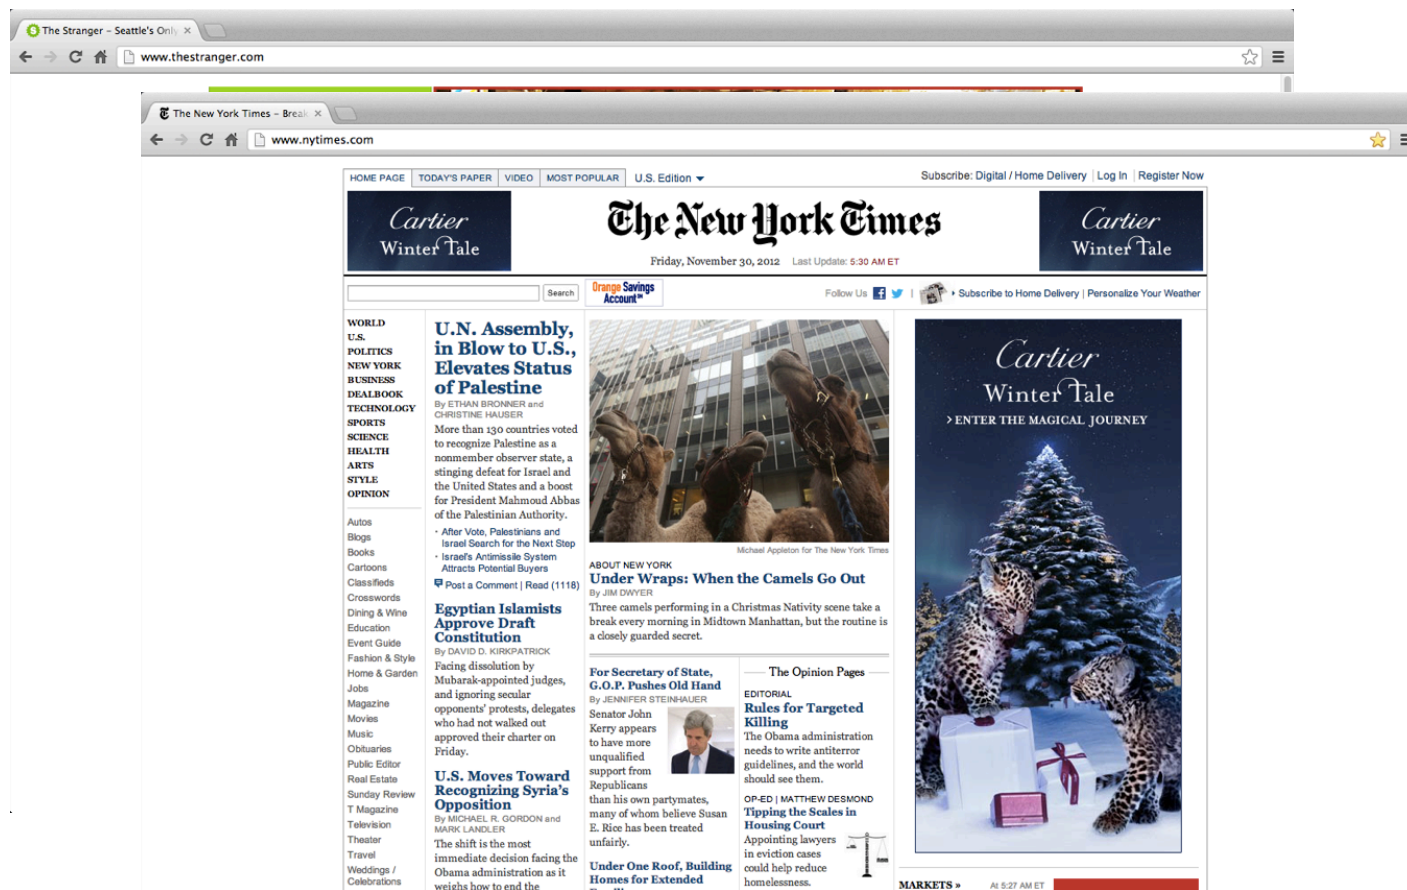 The Stranger – Seattle's Only
www.thestranger.com
The New York Times – Break
www.nytimes.com
HOME PAGE TODAY'S PAPER VIDEO MOST POPULAR U.S. Edition
Subscribe: Digital / Home Delivery Log In Register Now
Cartier
Winter Tale
The New York Times
Friday, November 30, 2012 Last Update: 5:30 AM ET
Cartier
Winter Tale
Search
Orange Savings
Account℠
Follow Us
Subscribe to Home Delivery | Personalize Your Weather
WORLD
U.S.
POLITICS
NEW YORK
BUSINESS
DEALBOOK
TECHNOLOGY
SPORTS
SCIENCE
HEALTH
ARTS
STYLE
OPINION
Autos
Blogs
Books
Cartoons
Classifieds
Crosswords
Dining & Wine
Education
Event Guide
Fashion & Style
Home & Garden
Jobs
Magazine
Movies
Music
Obituaries
Public Editor
Real Estate
Sunday Review
T Magazine
Television
Theater
Travel
Weddings /
Celebrations
U.N. Assembly,
in Blow to U.S.,
Elevates Status
of Palestine
By ETHAN BRONNER and
CHRISTINE HAUSER
More than 130 countries voted
to recognize Palestine as a
nonmember observer state, a
stinging defeat for Israel and
the United States and a boost
for President Mahmoud Abbas
of the Palestinian Authority.
• After Vote, Palestinians and
Israel Search for the Next Step
• Israel's Antimissile System
Attracts Potential Buyers
Post a Comment | Read (1118)
Egyptian Islamists
Approve Draft
Constitution
By DAVID D. KIRKPATRICK
Facing dissolution by
Mubarak-appointed judges,
and ignoring secular
opponents' protests, delegates
who had not walked out
approved their charter on
Friday.
U.S. Moves Toward
Recognizing Syria's
Opposition
By MICHAEL R. GORDON and
MARK LANDLER
The shift is the most
immediate decision facing the
Obama administration as it
weighs how to end the
Michael Appleton for The New York Times
ABOUT NEW YORK
Under Wraps: When the Camels Go Out
By JIM DWYER
Three camels performing in a Christmas Nativity scene take a
break every morning in Midtown Manhattan, but the routine is
a closely guarded secret.
For Secretary of State,
G.O.P. Pushes Old Hand
By JENNIFER STEINHAUER
Senator John
Kerry appears
to have more
unqualified
support from
Republicans
than his own partymates,
many of whom believe Susan
E. Rice has been treated
unfairly.
Under One Roof, Building
Homes for Extended
The Opinion Pages
EDITORIAL
Rules for Targeted
Killing
The Obama administration
needs to write antiterror
guidelines, and the world
should see them.
OP-ED | MATTHEW DESMOND
Tipping the Scales in
Housing Court
Appointing lawyers
in eviction cases
could help reduce
homelessness.
Cartier
Winter Tale
> ENTER THE MAGICAL JOURNEY
MARKETS »
At 5:27 AM ET